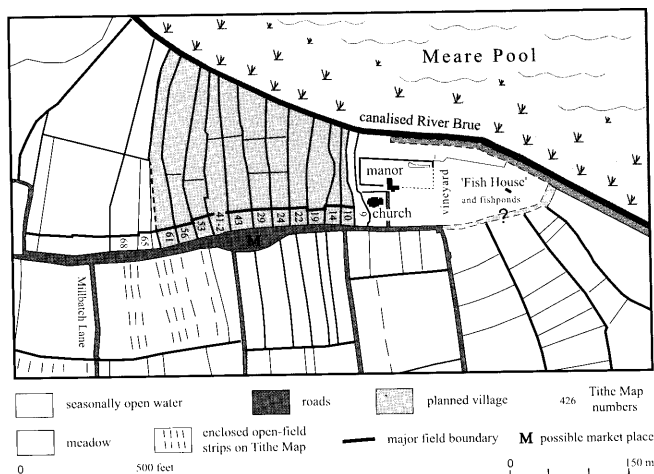 Meare Pool
canalised River Brue
manor
church
vineyard
'Fish House'
and fishponds
?
68
65
61
56
53
41-2
43
29
24
22
19
14
10
9
M
Millbatch Lane
seasonally open water
roads
planned village
426
Tithe Map
numbers
meadow
enclosed open-field
strips on Tithe Map
major field boundary
M possible market place
0 500 feet
0 150 m